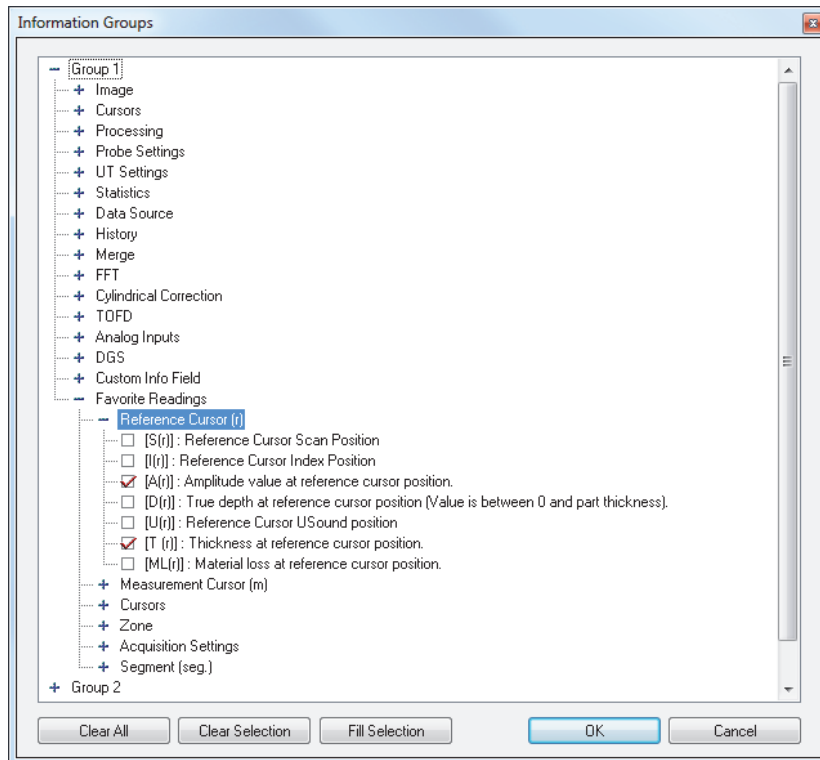 Information Groups
Group 1
Image
Cursors
Processing
Probe Settings
UT Settings
Statistics
Data Source
History
Merge
FFT
Cylindrical Correction
TOFD
Analog Inputs
DGS
Custom Info Field
Favorite Readings
Reference Cursor (r)
[S(r)] : Reference Cursor Scan Position
[I(r)] : Reference Cursor Index Position
[A(r)] : Amplitude value at reference cursor position.
[D(r)] : True depth at reference cursor position (Value is between 0 and part thickness).
[U(r)] : Reference Cursor USound position
[T (r)] : Thickness at reference cursor position.
[ML(r)] : Material loss at reference cursor position.
Measurement Cursor (m)
Cursors
Zone
Acquisition Settings
Segment (seg.)
Group 2
Clear All Clear Selection Fill Selection OK Cancel